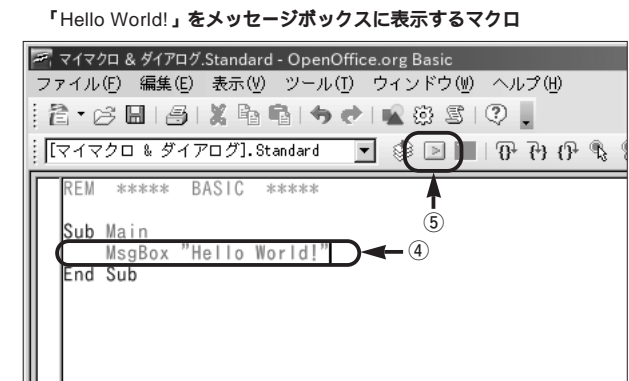 「Hello World!」をメッセージボックスに表示するマクロ
マイマクロ & ダイアログ.Standard - OpenOffice.org Basic
ファイル(F) 編集(E) 表示(V) ツール(T) ウィンドウ(W) ヘルプ(H)
[マイマクロ & ダイアログ].Standard
REM ***** BASIC *****
⑤
Sub Main
MsgBox "Hello World!"
④
End Sub